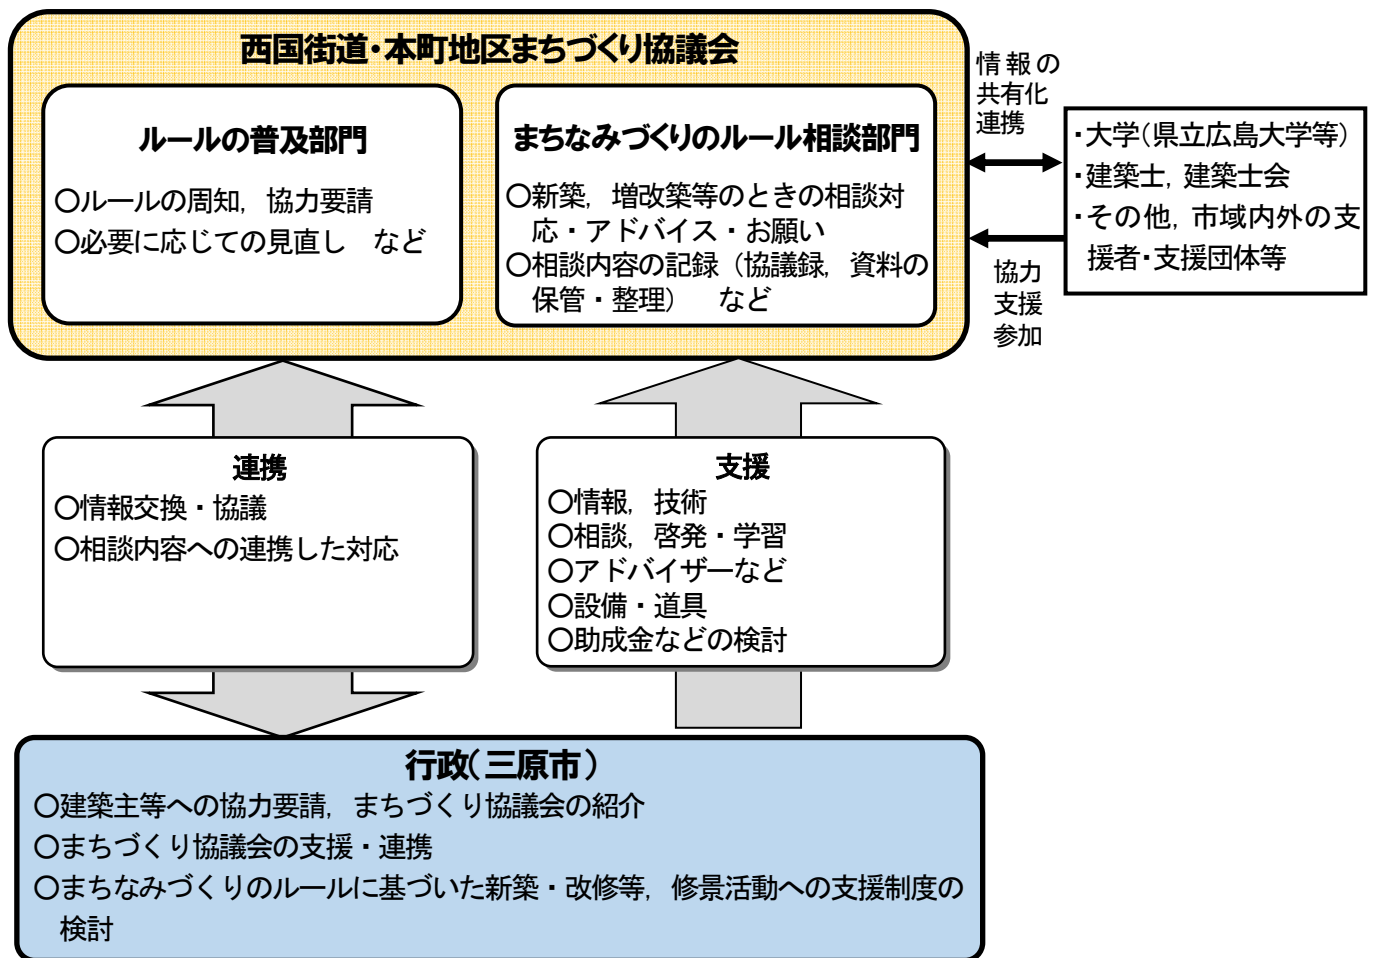 西国街道・本町地区まちづくり協議会
ルールの普及部門
○ルールの周知，協力要請
○必要に応じての見直し　など
まちなみづくりのルール相談部門
○新築，増改築等のときの相談対
応・アドバイス・お願い
○相談内容の記録（協議録，資料の
保管・整理）　など
情報の
共有化
連携
・大学（県立広島大学等）
・建築士，建築士会
・その他，市域内外の支
援者・支援団体等
協力
支援
参加
連携
○情報交換・協議
○相談内容への連携した対応
支援
○情報，技術
○相談，啓発・学習
○アドバイザーなど
○設備・道具
○助成金などの検討
行政（三原市）
○建築主等への協力要請，まちづくり協議会の紹介
○まちづくり協議会の支援・連携
○まちなみづくりのルールに基づいた新築・改修等，修景活動への支援制度の
検討